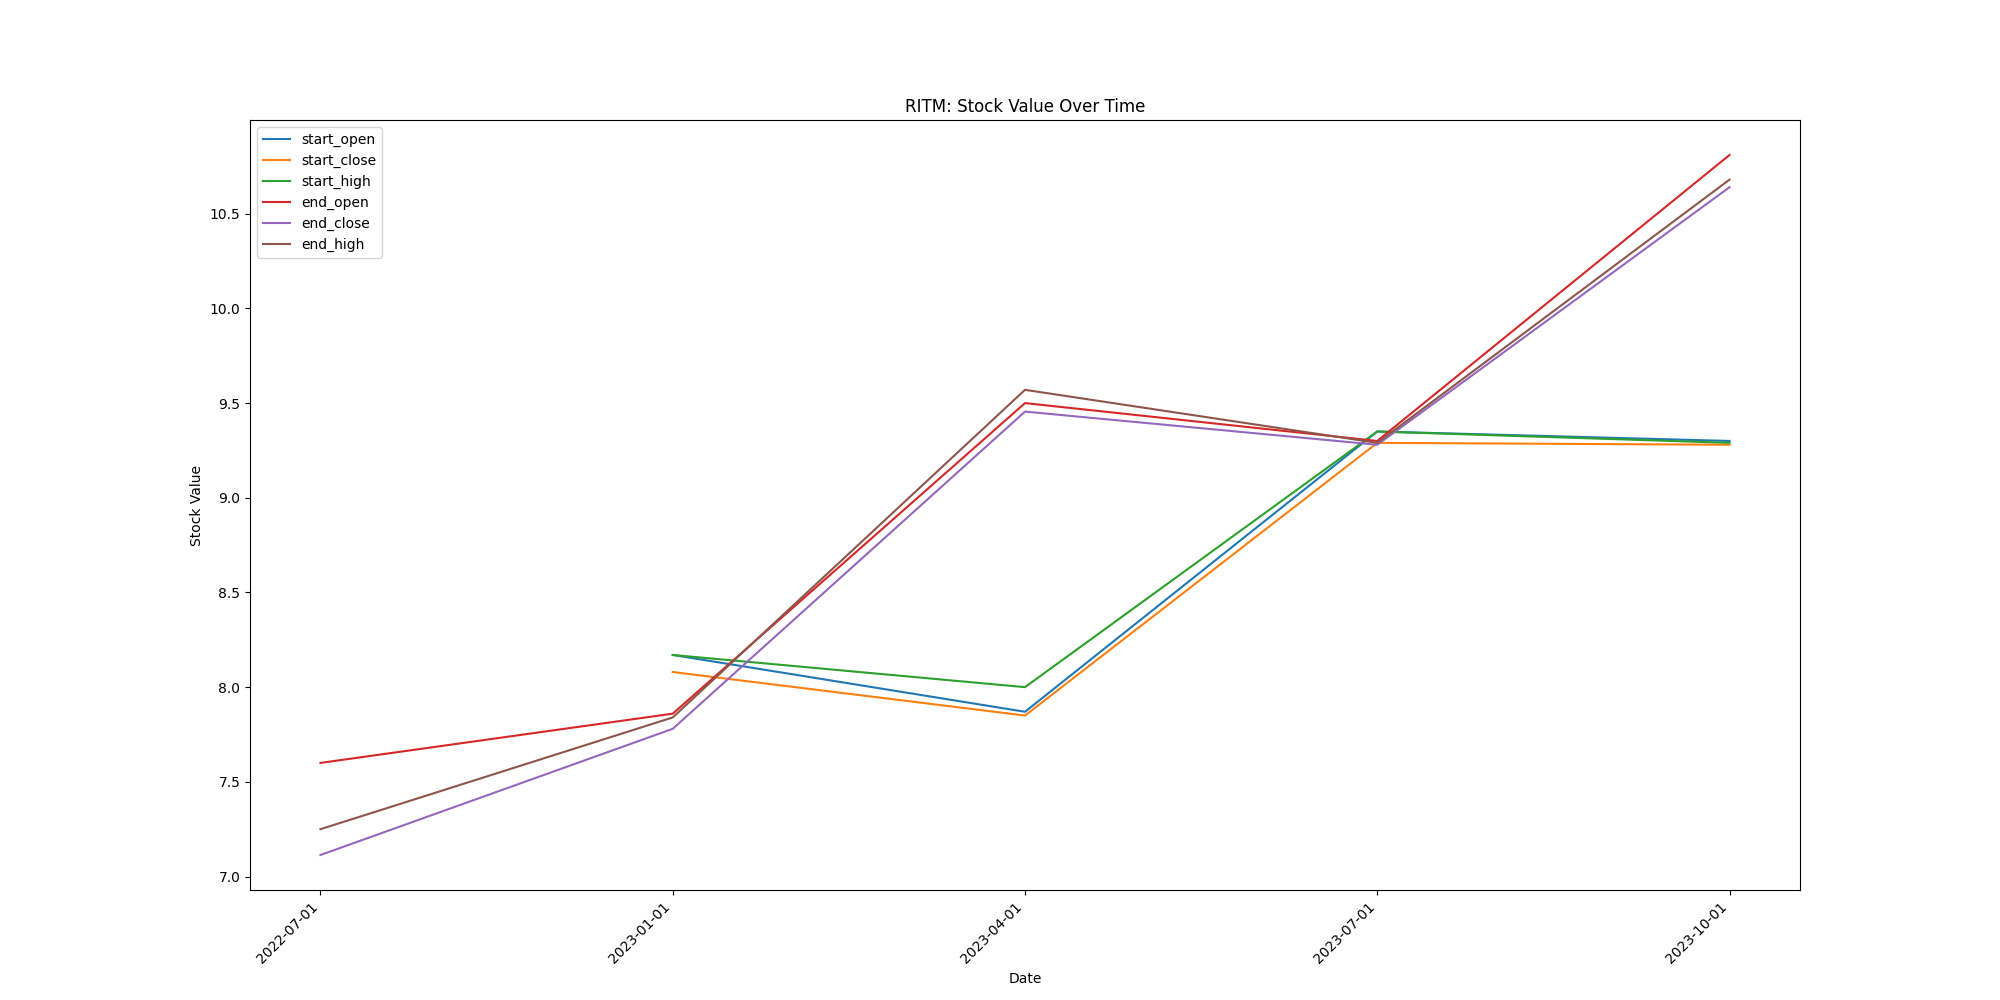 RITM: Stock Value Over Time
start_open
start_close
start_high
end_open
end_close
end_high
10.5
10.0
9.5
9.0
8.5
8.0
7.5
7.0
Stock Value
2022-07-01
2023-01-01
2023-04-01
2023-07-01
2023-10-01
Date